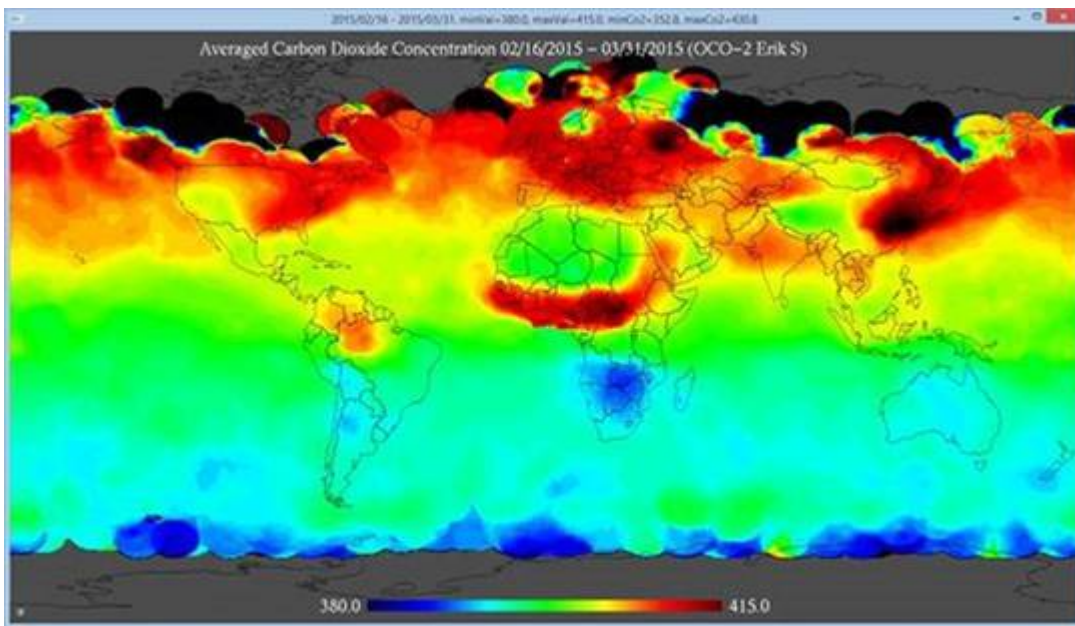 2015/02/16 - 2015/03/31, minVal=380.0, maxVal=415.0, minCo2=352.8, maxCo2=430.8
Averaged Carbon Dioxide Concentration 02/16/2015 – 03/31/2015 (OCO-2 Erik S)
380.0
415.0